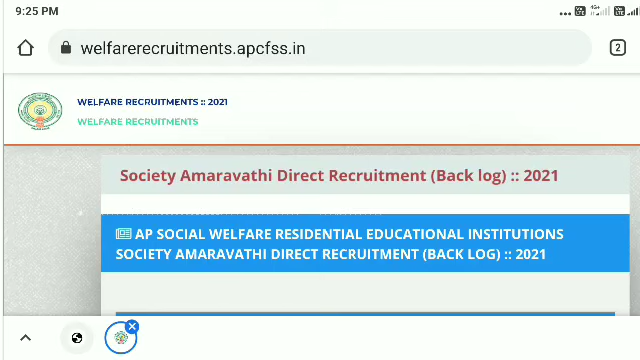 9:25 PM
welfarerecruitments.apcfss.in
2
WELFARE RECRUITMENTS :: 2021
WELFARE RECRUITMENTS
Society Amaravathi Direct Recruitment (Back log) :: 2021
AP SOCIAL WELFARE RESIDENTIAL EDUCATIONAL INSTITUTIONS
SOCIETY AMARAVATHI DIRECT RECRUITMENT (BACK LOG) :: 2021